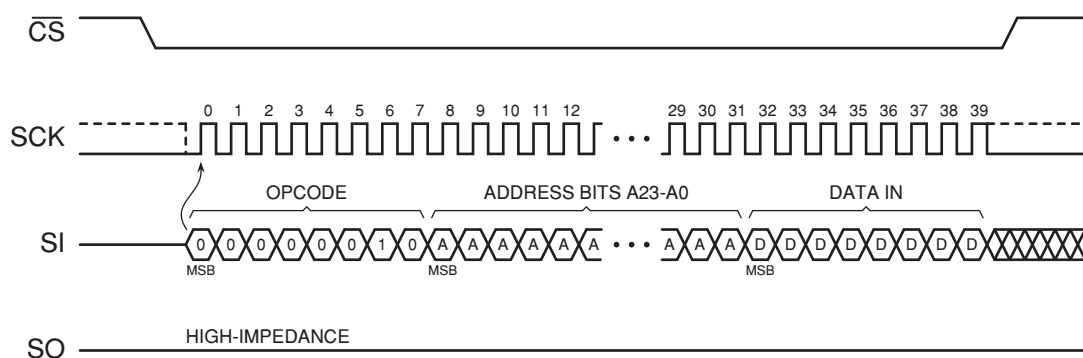 CS
0 1 2 3 4 5 6 7 8 9 10 11 12 29 30 31 32 33 34 35 36 37 38 39
SCK
OPCODE ADDRESS BITS A23-A0 DATA IN
SI 0 0 0 0 0 0 1 0 A A A A A A A A A D D D D D D D D
MSB MSB MSB
HIGH-IMPEDANCE
SO